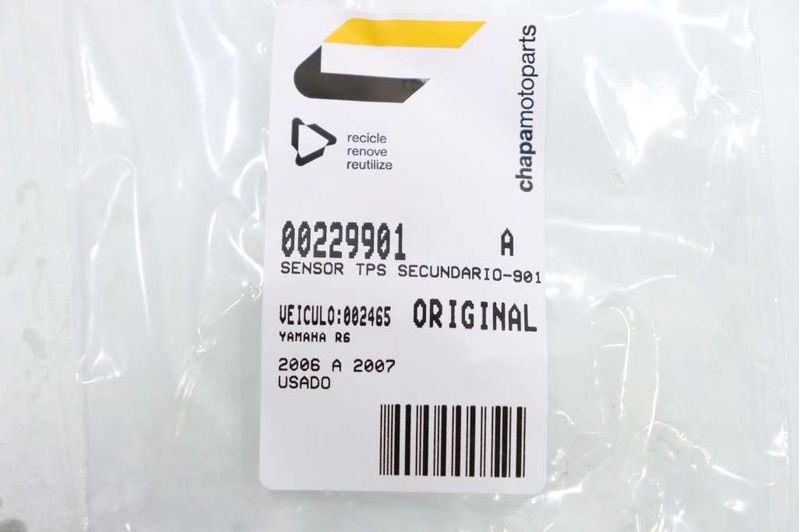 chapamotoparts
recicle
renove
reutilize
00229901 A
SENSOR TPS SECUNDARIO-901
VEICULO:002465 ORIGINAL
YAMAHA R6
2006 A 2007
USADO